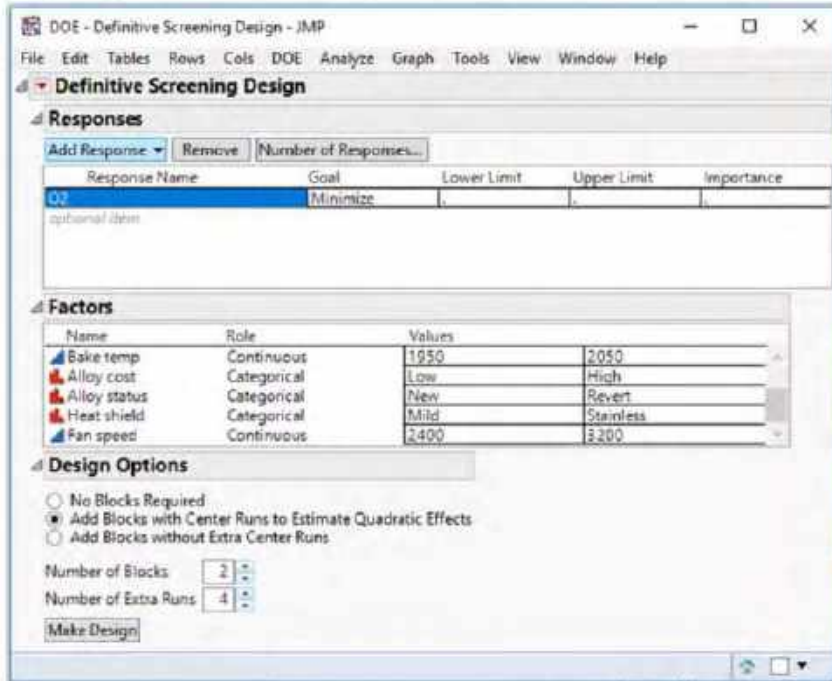 DOE - Definitive Screening Design - JMP
File Edit Tables Rows Cols DOE Analyze Graph Tools View Window Help
Definitive Screening Design
Responses
Add Response Remove Number of Responses...
Response Name Goal Lower Limit Upper Limit Importance
O2 Minimize . . .
optional item
Factors
Name Role Values
Bake temp Continuous 1950 2050
Alloy cost Categorical Low High
Alloy status Categorical New Revert
Heat shield Categorical Mild Stainless
Fan speed Continuous 2400 3200
Design Options
No Blocks Required
Add Blocks with Center Runs to Estimate Quadratic Effects
Add Blocks without Extra Center Runs
Number of Blocks 2
Number of Extra Runs 4
Make Design